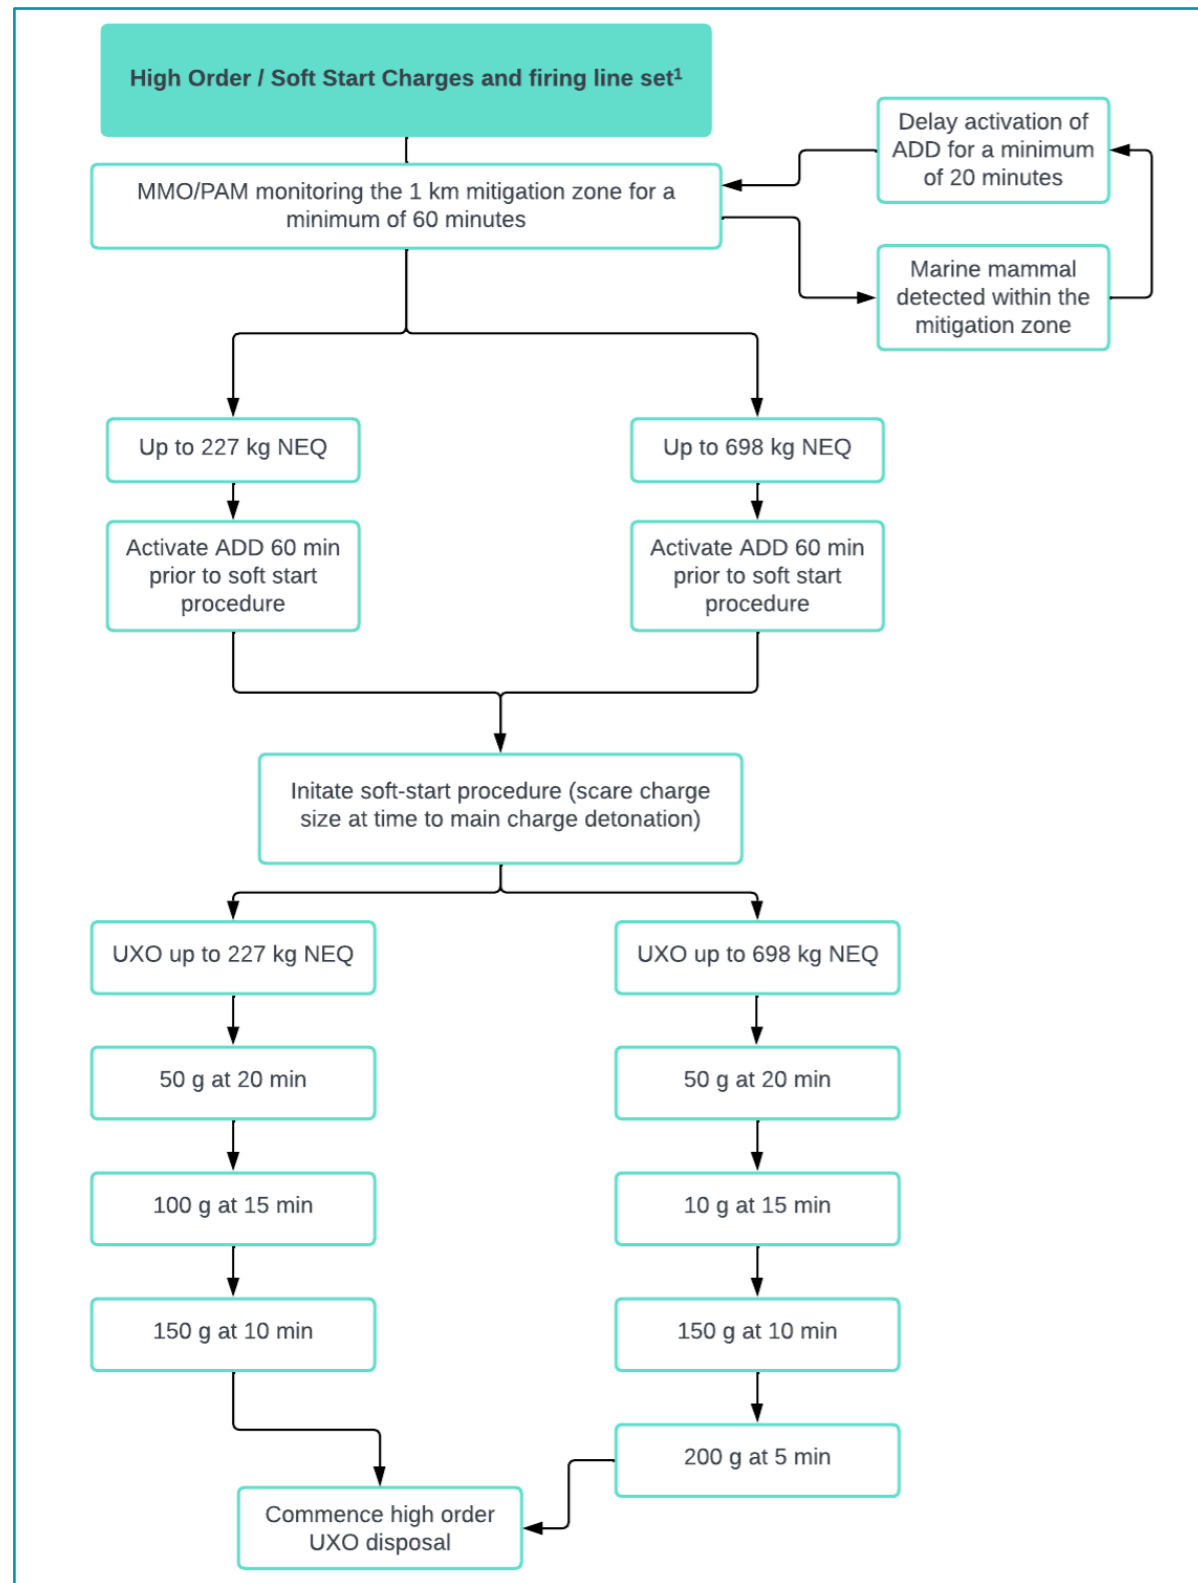 High Order / Soft Start Charges and firing line set¹
Delay activation of
ADD for a minimum
of 20 minutes
MMO/PAM monitoring the 1 km mitigation zone for a
minimum of 60 minutes
Marine mammal
detected within the
mitigation zone
Up to 227 kg NEQ
Up to 698 kg NEQ
Activate ADD 60 min
prior to soft start
procedure
Activate ADD 60 min
prior to soft start
procedure
Initate soft-start procedure (scare charge
size at time to main charge detonation)
UXO up to 227 kg NEQ
UXO up to 698 kg NEQ
50 g at 20 min
50 g at 20 min
100 g at 15 min
10 g at 15 min
150 g at 10 min
150 g at 10 min
200 g at 5 min
Commence high order
UXO disposal